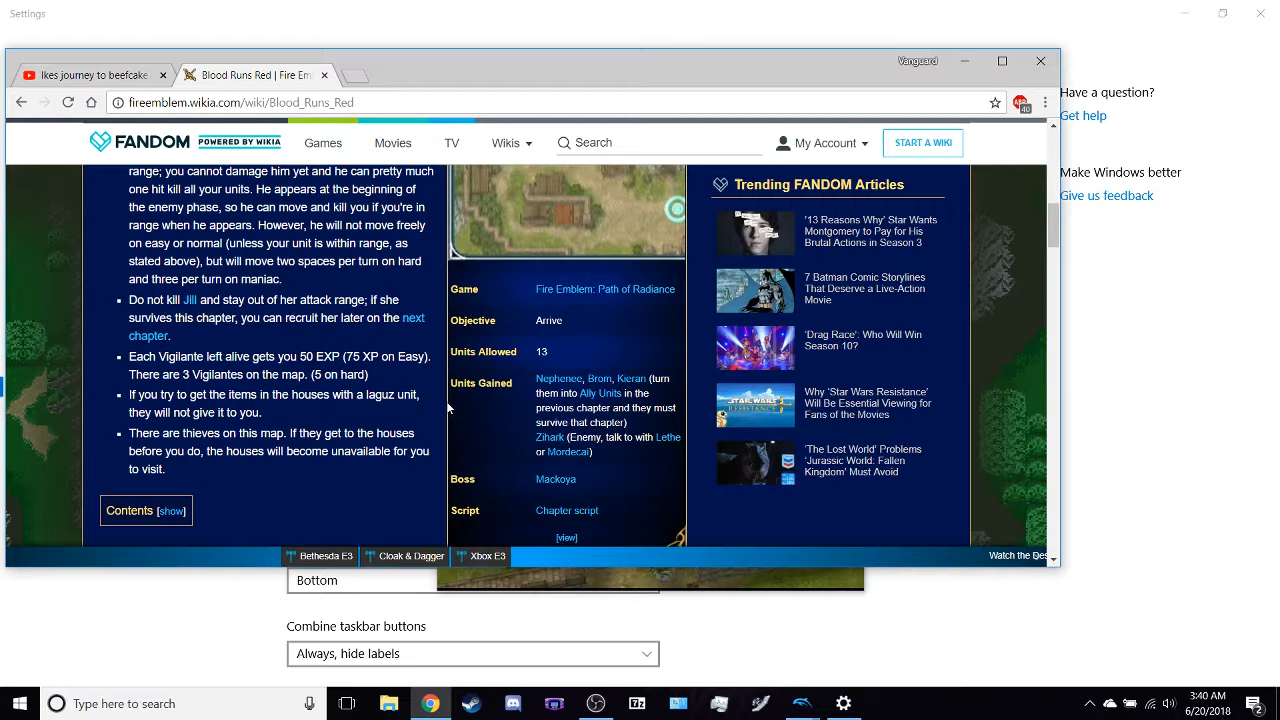 Settings
Ikes journey to beefcake
Blood Runs Red | Fire Em
Vanguard
fireemblem.wikia.com/wiki/Blood_Runs_Red
ABP
40
Have a question?
Get help
Make Windows better
Give us feedback
FANDOM POWERED BY WIKIA
Games
Movies
TV
Wikis
Search
My Account
START A WIKI
range; you cannot damage him yet and he can pretty much
one hit kill all your units. He appears at the beginning of
the enemy phase, so he can move and kill you if you're in
range when he appears. However, he will not move freely
on easy or normal (unless your unit is within range, as
stated above), but will move two spaces per turn on hard
and three per turn on maniac.
Do not kill Jill and stay out of her attack range; if she
survives this chapter, you can recruit her later on the next
chapter.
Each Vigilante left alive gets you 50 EXP (75 XP on Easy).
There are 3 Vigilantes on the map. (5 on hard)
If you try to get the items in the houses with a laguz unit,
they will not give it to you.
There are thieves on this map. If they get to the houses
before you do, the houses will become unavailable for you
to visit.
Contents [show]
Game
Fire Emblem: Path of Radiance
Objective
Arrive
Units Allowed
13
Units Gained
Nephenee, Brom, Kieran (turn
them into Ally Units in the
previous chapter and they must
survive that chapter)
Zihark (Enemy, talk to with Lethe
or Mordecai)
Boss
Mackoya
Script
Chapter script
[view]
Trending FANDOM Articles
'13 Reasons Why' Star Wants
Montgomery to Pay for His
Brutal Actions in Season 3
7 Batman Comic Storylines
That Deserve a Live-Action
Movie
'Drag Race': Who Will Win
Season 10?
Why 'Star Wars Resistance'
Will Be Essential Viewing for
Fans of the Movies
'The Lost World' Problems
'Jurassic World: Fallen
Kingdom' Must Avoid
Bethesda E3
Cloak & Dagger
Xbox E3
Watch the Des
Bottom
Combine taskbar buttons
Always, hide labels
Type here to search
Tz
3:40 AM
6/20/2018
2